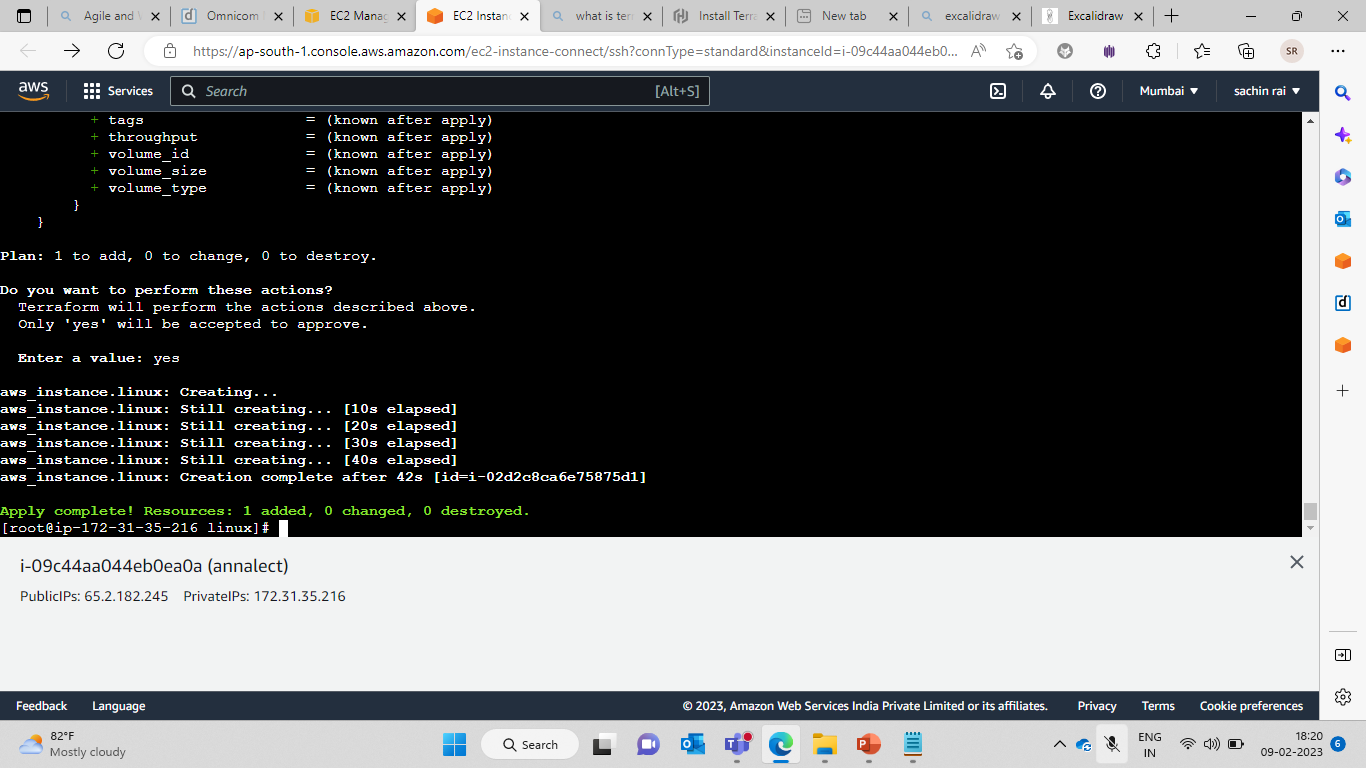 Agile and
Omnicom
EC2 Manag
EC2 Instan
what is terr
Install Terra
New tab
excalidraw
Excalidraw
https://ap-south-1.console.aws.amazon.com/ec2-instance-connect/ssh?connType=standard&instanceId=i-09c44aa044eb0...
SR
aws
Services
Search
[Alt+S]
Mumbai
sachin rai
+ tags = (known after apply)
+ throughput = (known after apply)
+ volume_id = (known after apply)
+ volume_size = (known after apply)
+ volume_type = (known after apply)
}
}
Plan: 1 to add, 0 to change, 0 to destroy.
Do you want to perform these actions?
Terraform will perform the actions described above.
Only 'yes' will be accepted to approve.
Enter a value: yes
aws_instance.linux: Creating...
aws_instance.linux: Still creating... [10s elapsed]
aws_instance.linux: Still creating... [20s elapsed]
aws_instance.linux: Still creating... [30s elapsed]
aws_instance.linux: Still creating... [40s elapsed]
aws_instance.linux: Creation complete after 42s [id=i-02d2c8ca6e75875d1]
Apply complete! Resources: 1 added, 0 changed, 0 destroyed.
[root@ip-172-31-35-216 linux]#
i-09c44aa044eb0ea0a (annalect)
PublicIPs: 65.2.182.245 PrivateIPs: 172.31.35.216
Feedback
Language
© 2023, Amazon Web Services India Private Limited or its affiliates.
Privacy
Terms
Cookie preferences
82°F
Mostly cloudy
Search
ENG
IN
18:20
09-02-2023
6